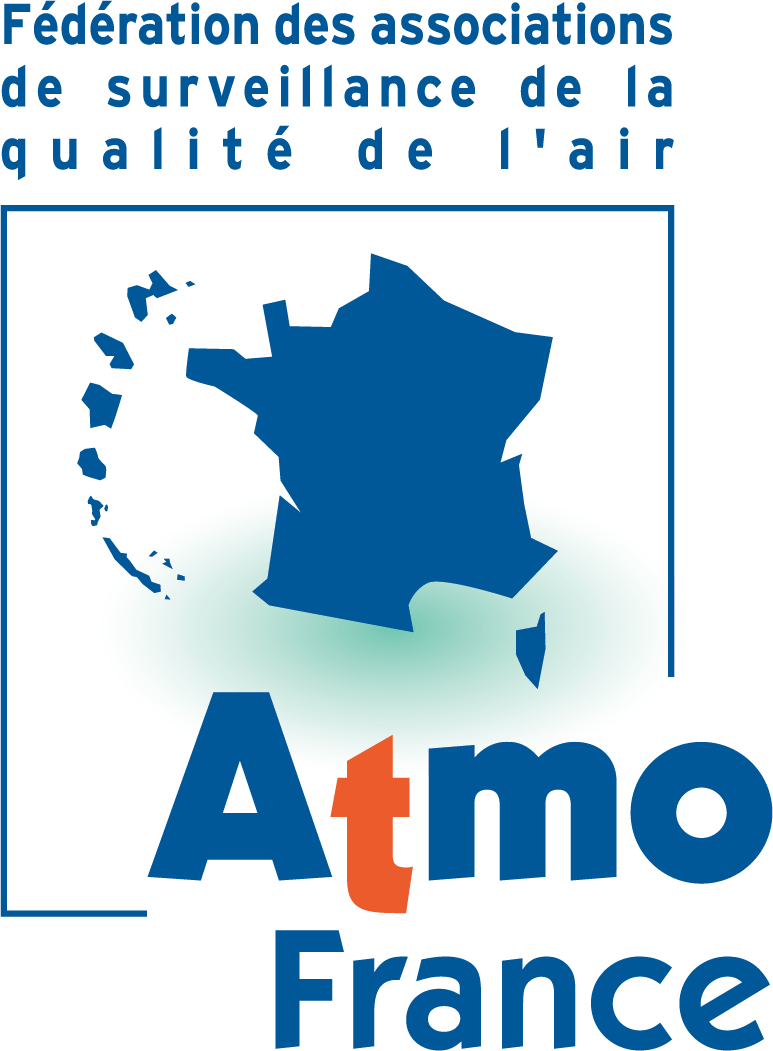 Fédération des associations
de surveillance de la
qualité de l'air
Atmo
France